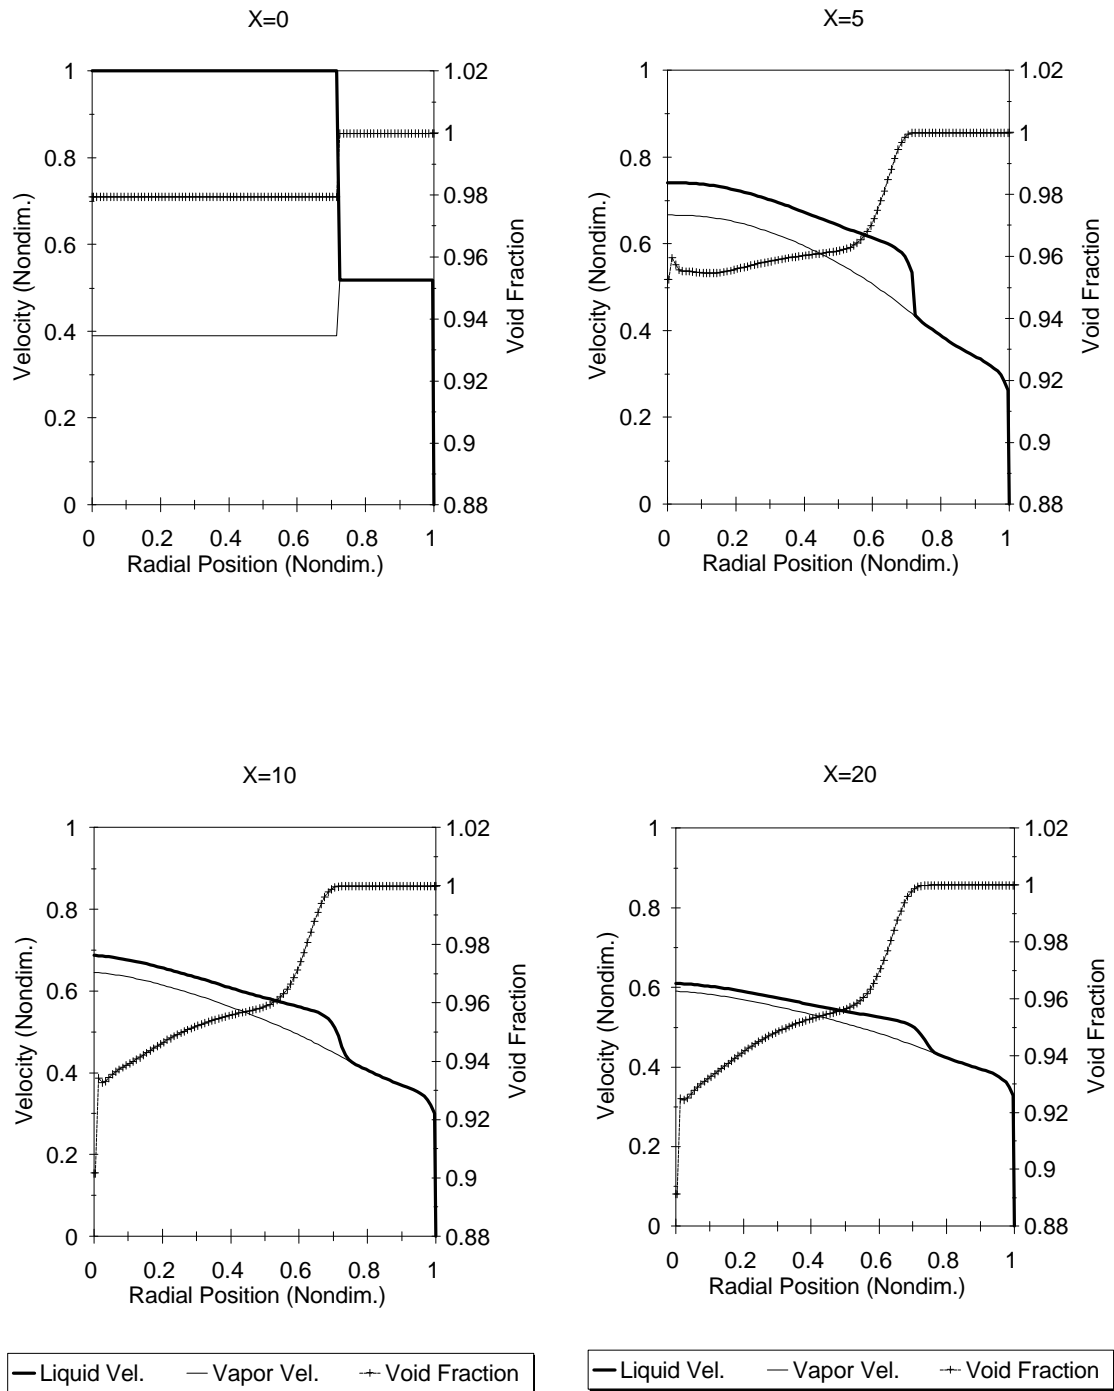 X=0
1
0.8
0.6
0.4
0.2
0
Velocity (Nondim.)
1.02
1
0.98
0.96
0.94
0.92
0.9
0.88
Void Fraction
0 0.2 0.4 0.6 0.8 1
Radial Position (Nondim.)
X=5
1
0.8
0.6
0.4
0.2
0
Velocity (Nondim.)
1.02
1
0.98
0.96
0.94
0.92
0.9
0.88
Void Fraction
0 0.2 0.4 0.6 0.8 1
Radial Position (Nondim.)
X=10
1
0.8
0.6
0.4
0.2
0
Velocity (Nondim.)
1.02
1
0.98
0.96
0.94
0.92
0.9
0.88
Void Fraction
0 0.2 0.4 0.6 0.8 1
Radial Position (Nondim.)
X=20
1
0.8
0.6
0.4
0.2
0
Velocity (Nondim.)
1.02
1
0.98
0.96
0.94
0.92
0.9
0.88
Void Fraction
0 0.2 0.4 0.6 0.8 1
Radial Position (Nondim.)
Liquid Vel. Vapor Vel. Void Fraction
Liquid Vel. Vapor Vel. Void Fraction